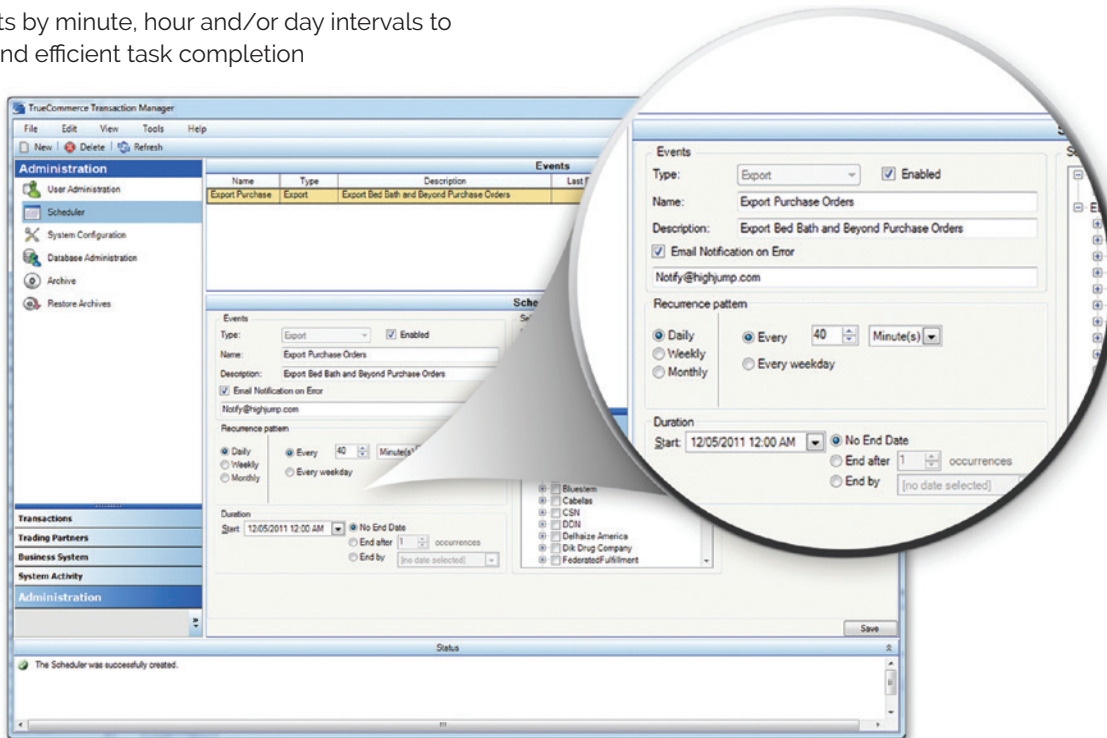 ts by minute, hour and/or day intervals to
nd efficient task completion
TrueCommerce Transaction Manager
File Edit View Tools Help
New Delete Refresh
Administration
User Administration
Scheduler
System Configuration
Database Administration
Archive
Restore Archives
Transactions
Trading Partners
Business System
System Activity
Administration
Events
Name Type Description Last
Export Purchase Export Export Bed Bath and Beyond Purchase Orders
Sche
Events
Type: Export Enabled
Name: Export Purchase Orders
Description: Export Bed Bath and Beyond Purchase Orders
Email Notification on Error
Notify@highjump.com
Recurrence pattern
Daily Every 40 Minute(s)
Weekly
Monthly Every weekday
Duration
Start: 12/05/2011 12:00 AM No End Date
End after 1 occurrences
End by [no date selected]
Bluestem
Cabelas
CSN
DCN
Delhaize America
Dik Drug Company
FederatedFulfillment
Save
Status
The Scheduler was successfully created.
Events
Type: Export Enabled
Name: Export Purchase Orders
Description: Export Bed Bath and Beyond Purchase Orders
Email Notification on Error
Notify@highjump.com
Recurrence pattern
Daily Every 40 Minute(s)
Weekly Every weekday
Monthly
Duration
Start: 12/05/2011 12:00 AM No End Date
End after 1 occurrences
End by [no date selected]